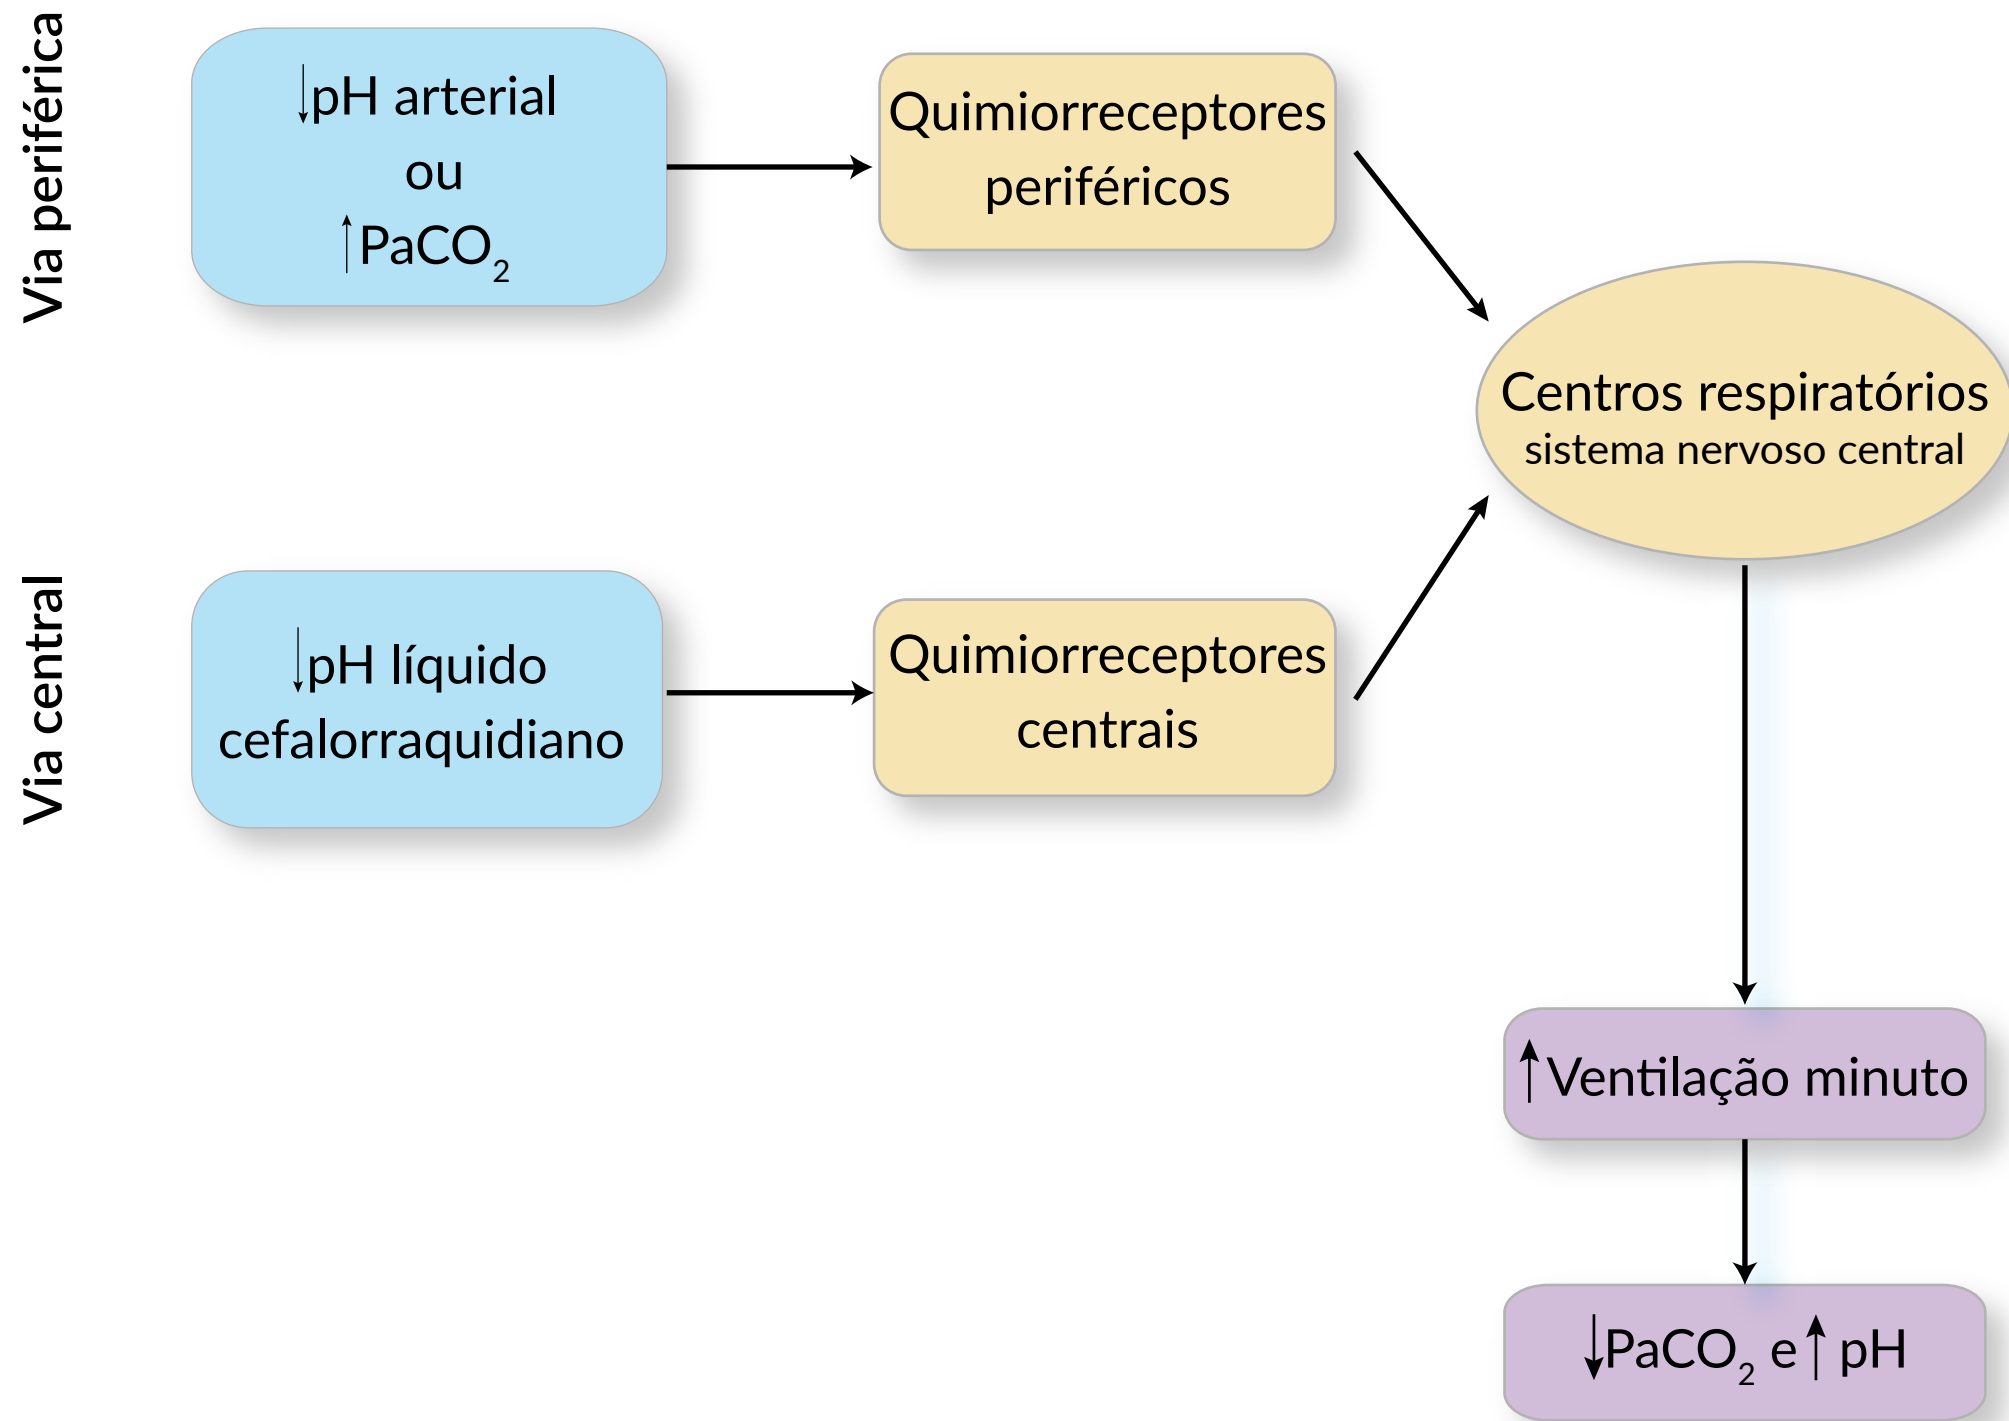 Via periférica
↓pH arterial
ou
↑PaCO₂
Quimiorreceptores
periféricos
Centros respiratórios
sistema nervoso central
Via central
↓pH líquido
cefalorraquidiano
Quimiorreceptores
centrais
↑Ventilação minuto
↓PaCO₂ e↑ pH